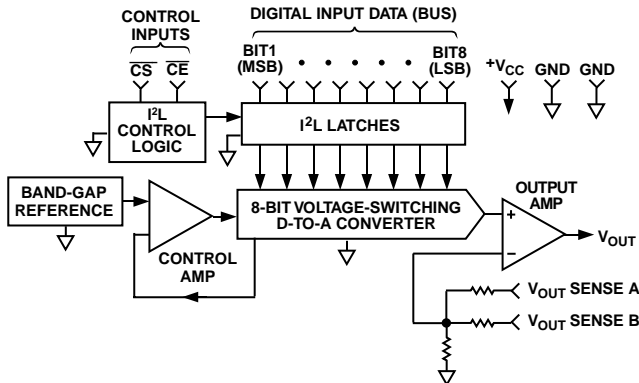 CONTROL
INPUTS
CS CE
DIGITAL INPUT DATA (BUS)
BIT1
(MSB)
BIT8
(LSB)
+VCC GND GND
I²L
CONTROL
LOGIC
I²L LATCHES
BAND-GAP
REFERENCE
CONTROL
AMP
8-BIT VOLTAGE-SWITCHING
D-TO-A CONVERTER
OUTPUT
AMP
+
–
VOUT
VOUT SENSE A
VOUT SENSE B